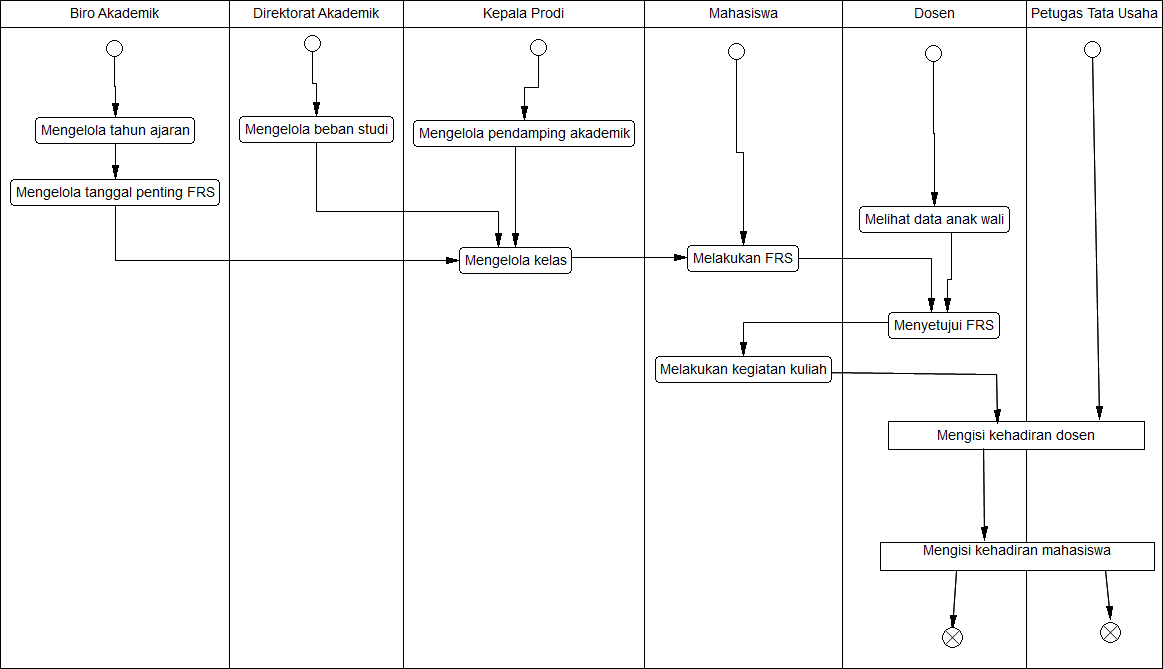 Biro Akademik
Direktorat Akademik
Kepala Prodi
Mahasiswa
Dosen
Petugas Tata Usaha
Mengelola tahun ajaran
Mengelola beban studi
Mengelola pendamping akademik
Mengelola tanggal penting FRS
Melihat data anak wali
Mengelola kelas
Melakukan FRS
Menyetujui FRS
Melakukan kegiatan kuliah
Mengisi kehadiran dosen
Mengisi kehadiran mahasiswa